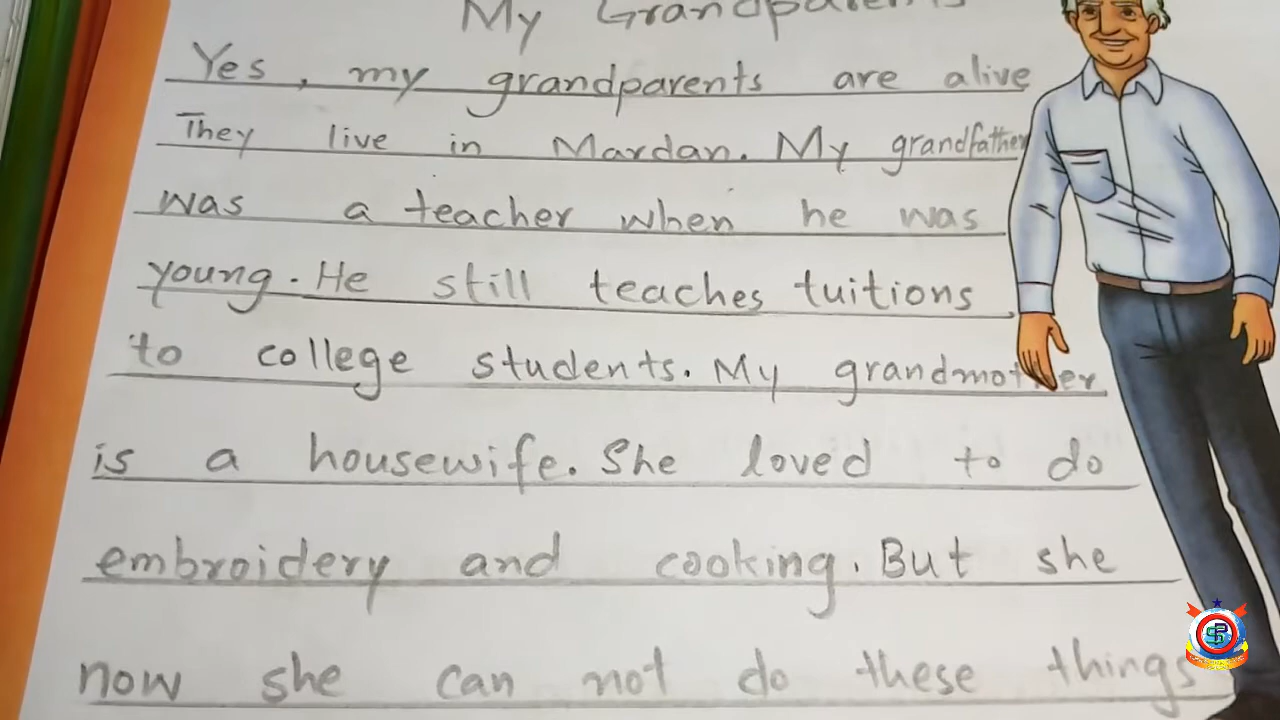 My Grandparents
Yes, my grandparents are alive
They live in Mardan. My grandfather
was a teacher when he was
young. He still teaches tuitions
to college students. My grandmother
is a housewife. She loved to do
embroidery and cooking. But she
now she can not do these things